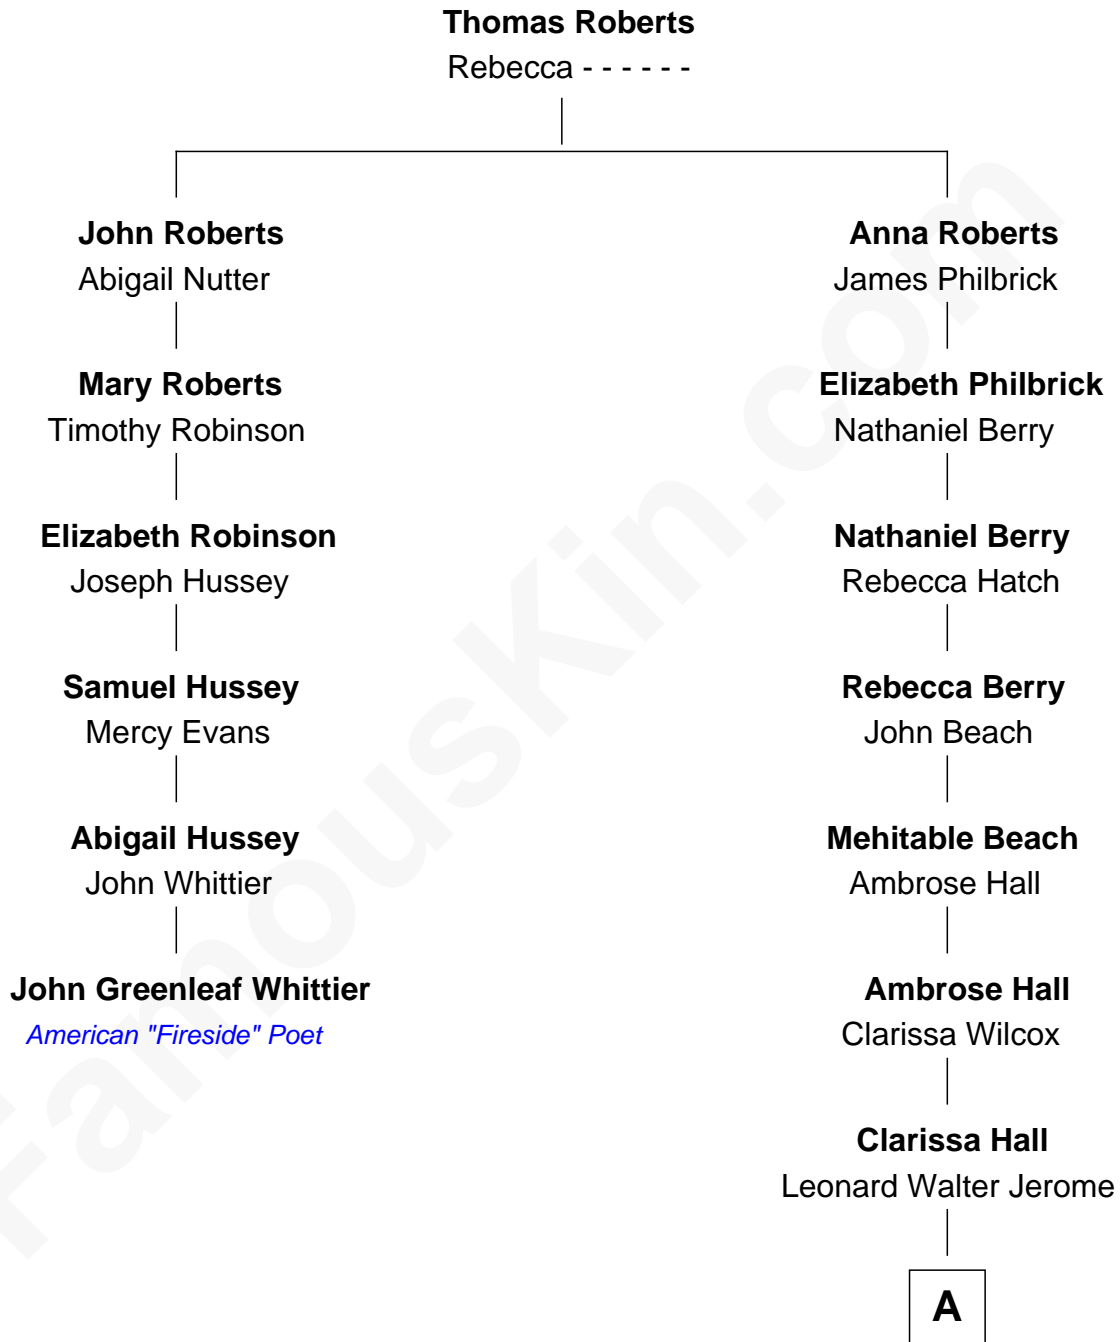 Thomas Roberts
Rebecca - - - - - -
John Roberts
Abigail Nutter
Anna Roberts
James Philbrick
Mary Roberts
Timothy Robinson
Elizabeth Philbrick
Nathaniel Berry
Elizabeth Robinson
Joseph Hussey
Nathaniel Berry
Rebecca Hatch
Samuel Hussey
Mercy Evans
Rebecca Berry
John Beach
Abigail Hussey
John Whittier
Mehitable Beach
Ambrose Hall
John Greenleaf Whittier
American "Fireside" Poet
Ambrose Hall
Clarissa Wilcox
Clarissa Hall
Leonard Walter Jerome
A
FamousKin.com